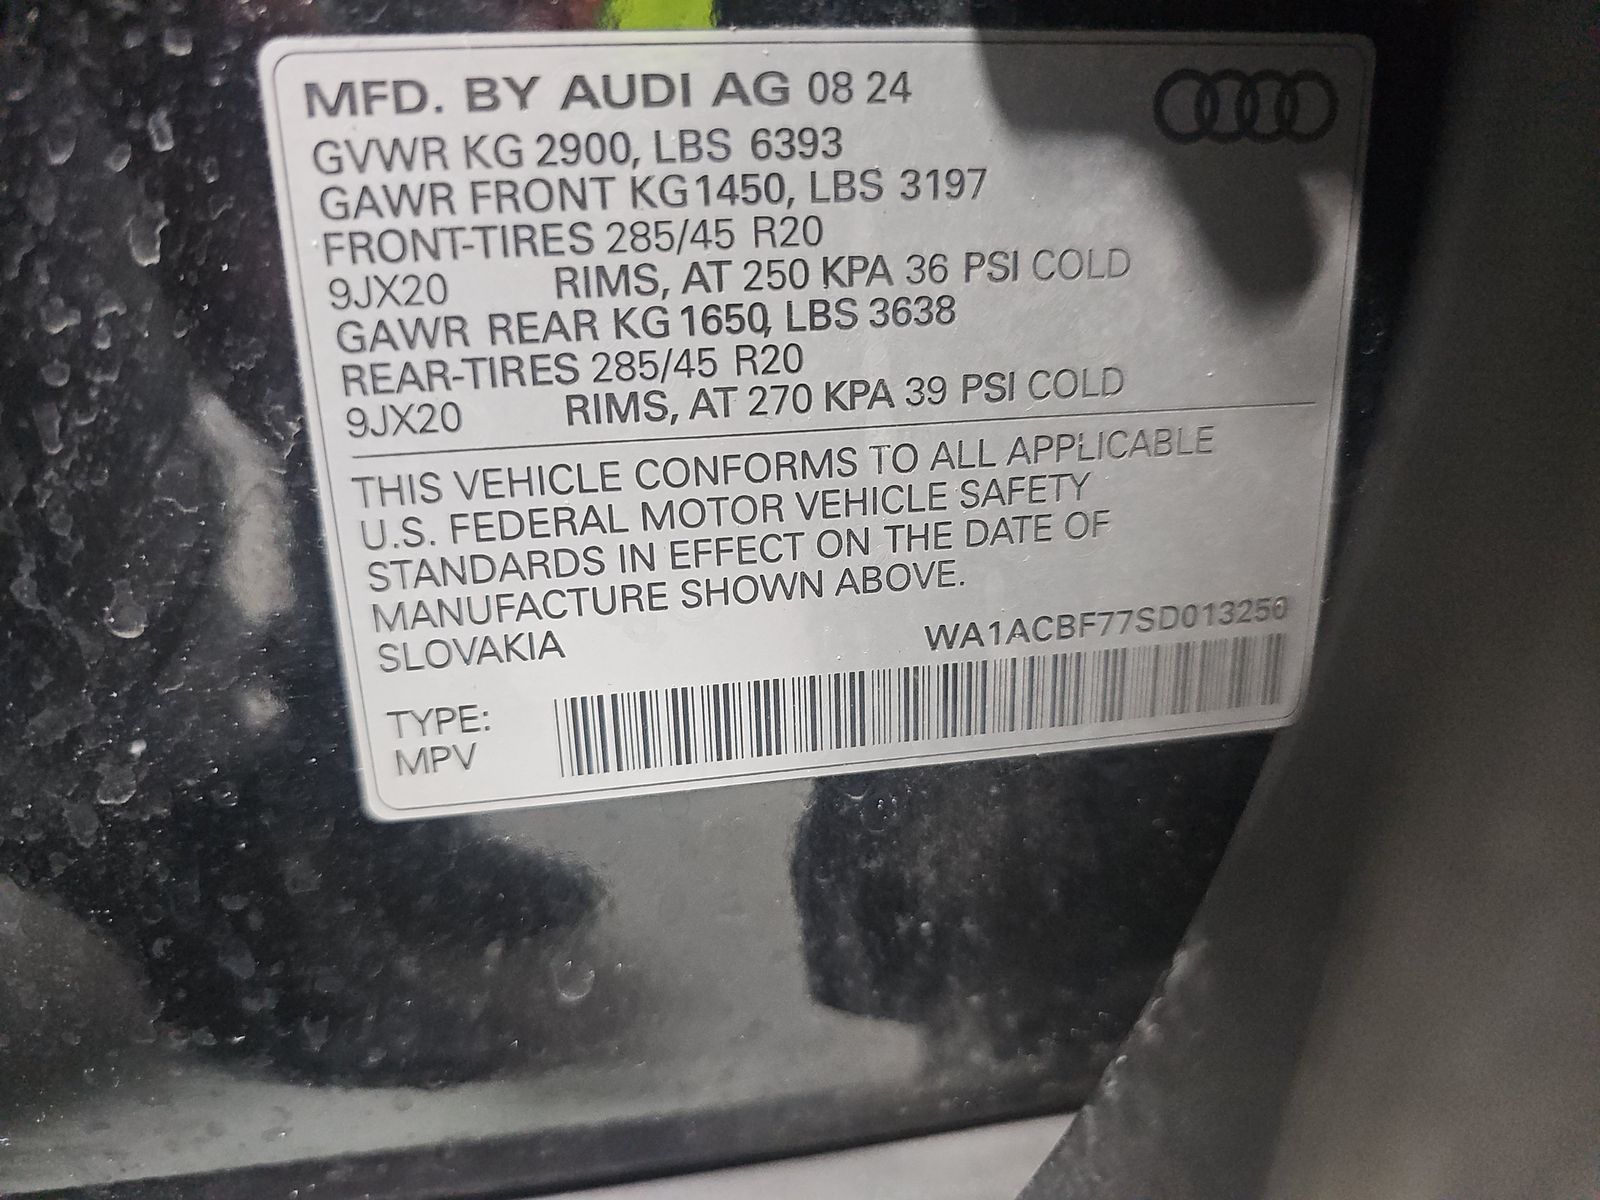 MFD. BY AUDI AG 08 24
GVWR KG 2900, LBS 6393
GAWR FRONT KG 1450, LBS 3197
FRONT-TIRES 285/45 R20
9JX20 RIMS, AT 250 KPA 36 PSI COLD
GAWR REAR KG 1650, LBS 3638
REAR-TIRES 285/45 R20
9JX20 RIMS, AT 270 KPA 39 PSI COLD
THIS VEHICLE CONFORMS TO ALL APPLICABLE
U.S. FEDERAL MOTOR VEHICLE SAFETY
STANDARDS IN EFFECT ON THE DATE OF
MANUFACTURE SHOWN ABOVE.
SLOVAKIA WA1ACBF77SD013250
TYPE:
MPV